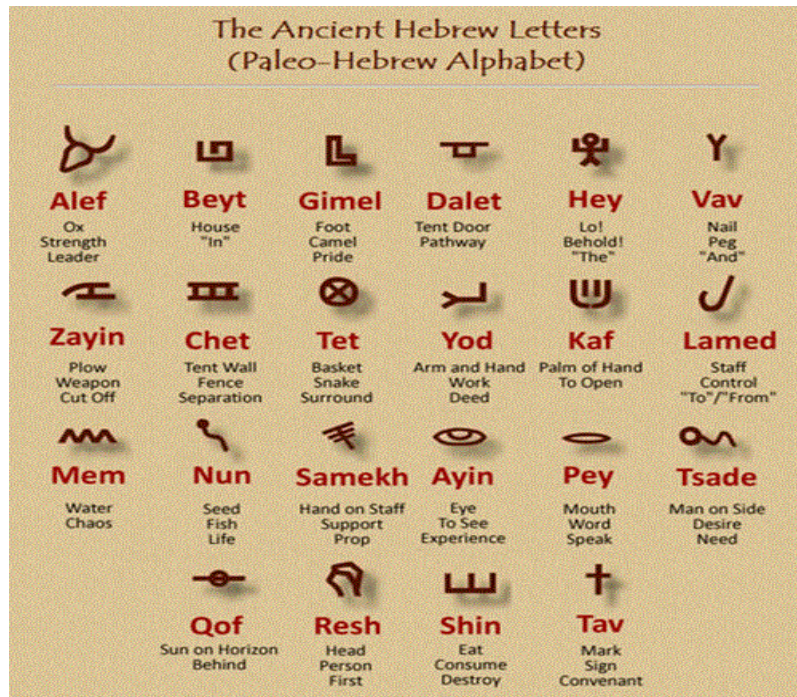 The Ancient Hebrew Letters
(Paleo-Hebrew Alphabet)
Alef Beyt Gimel Dalet Hey Vav
Ox House Foot Tent Door Lo! Nail
Strength "In" Camel Pathway Behold! Peg
Leader Pride "The" "And"
Zayin Chet Tet Yod Kaf Lamed
Plow Tent Wall Basket Arm and Hand Palm of Hand Staff
Weapon Fence Snake Work To Open Control
Cut Off Separation Surround Deed "To"/"From"
Mem Nun Samekh Ayin Pey Tsade
Water Seed Hand on Staff Eye Mouth Man on Side
Chaos Fish Support To See Word Desire
Life Prop Experience Speak Need
Qof Resh Shin Tav
Sun on Horizon Head Eat Mark
Behind Person Consume Sign
First Destroy Convenant